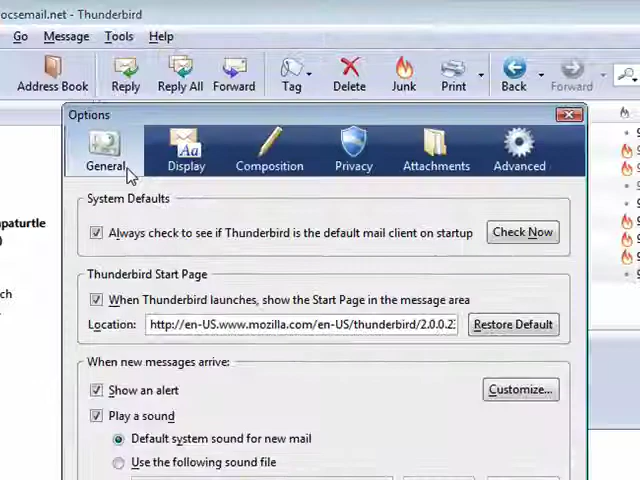 ocsemail.net - Thunderbird
Go Message Tools Help
Address Book Reply Reply All Forward Tag Delete Junk Print Back Forward
Options
General Display Composition Privacy Attachments Advanced
System Defaults
Always check to see if Thunderbird is the default mail client on startup Check Now
apaturtle
Thunderbird Start Page
ch
When Thunderbird launches, show the Start Page in the message area
Location: http://en-US.www.mozilla.com/en-US/thunderbird/2.0.0.2 Restore Default
When new messages arrive:
Show an alert Customize...
Play a sound
Default system sound for new mail
Use the following sound file